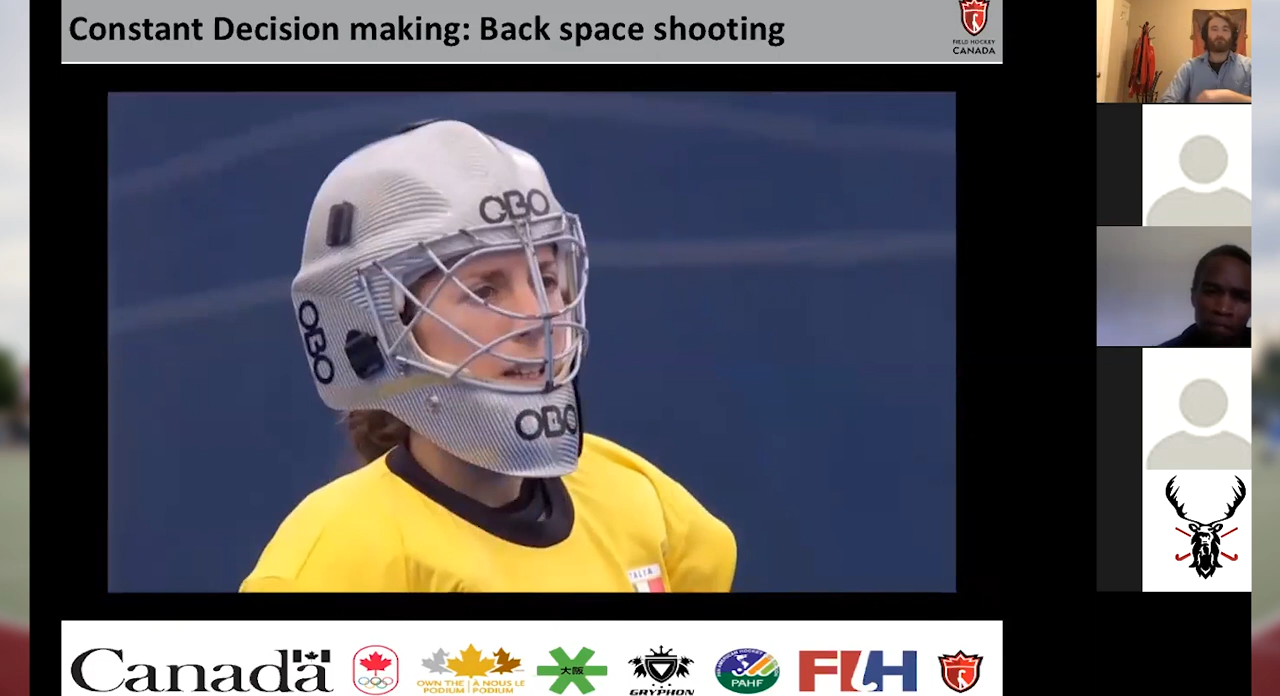 Constant Decision making: Back space shooting
FIELD HOCKEY
CANADA
OBO
OBO
OBO
ITALIA
Canada
OWN THE À NOUS LE
PODIUM PODIUM
大阪
GRYPHON
PAHF
FIH